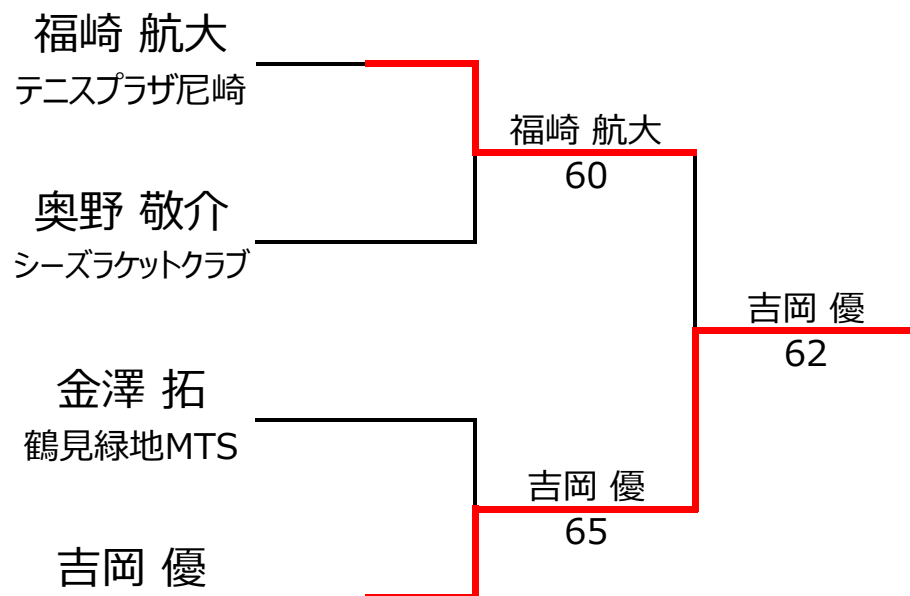 福崎 航大
テニスプラザ尼崎
福崎 航大
60
奥野 敬介
シーズラケットクラブ
吉岡 優
62
金澤 拓
鶴見緑地MTS
吉岡 優
65
吉岡 優